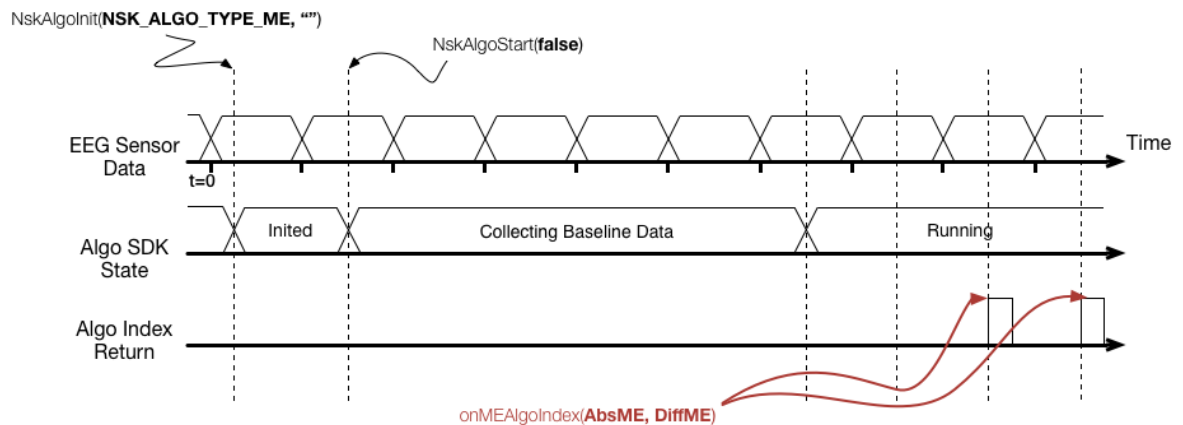 NskAlgoInit(NSK_ALGO_TYPE_ME, “”)
NskAlgoStart(false)
EEG Sensor
Data
Time
t=0
Inited
Collecting Baseline Data
Running
Algo SDK
State
Algo Index
Return
onMEAlgoIndex(AbsME, DiffME)